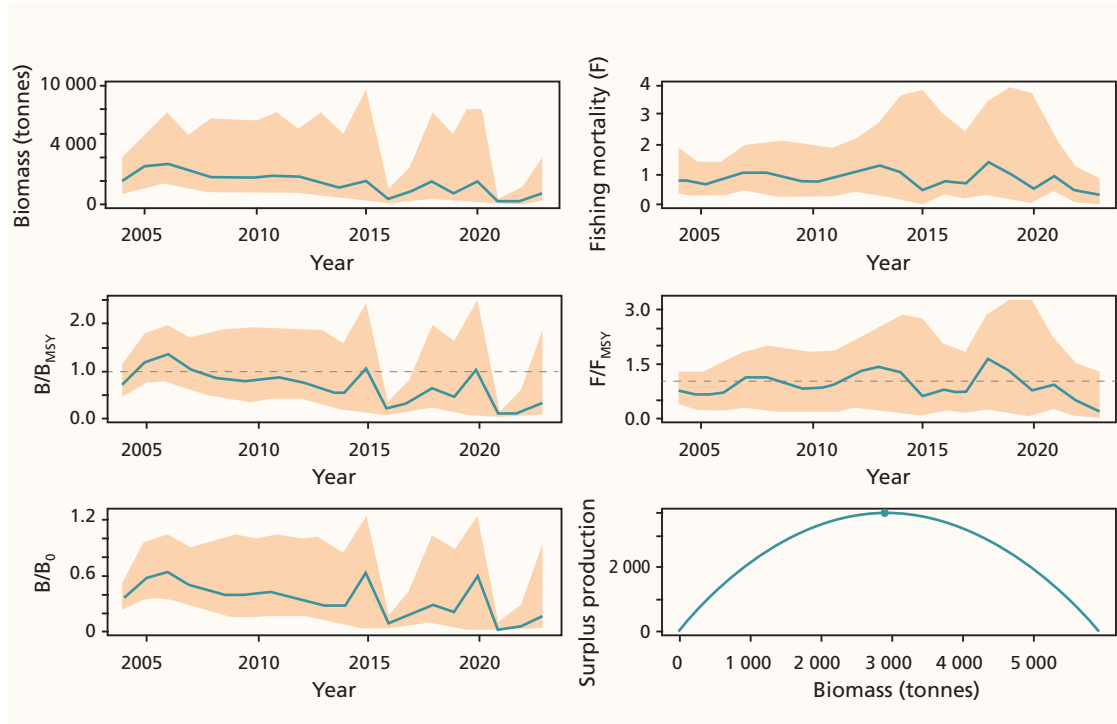 Biomass (tonnes)
10 000
4 000
0
2005 2010 2015 2020
Year
Fishing mortality (F)
4
3
2
1
0
2005 2010 2015 2020
Year
B/B_MSY
2.0
1.0
0.0
2005 2010 2015 2020
Year
F/F_MSY
3.0
1.5
0.0
2005 2010 2015 2020
Year
B/B₀
1.2
0.6
0
2005 2010 2015 2020
Year
Surplus production
2 000
0
0 1 000 2 000 3 000 4 000 5 000
Biomass (tonnes)